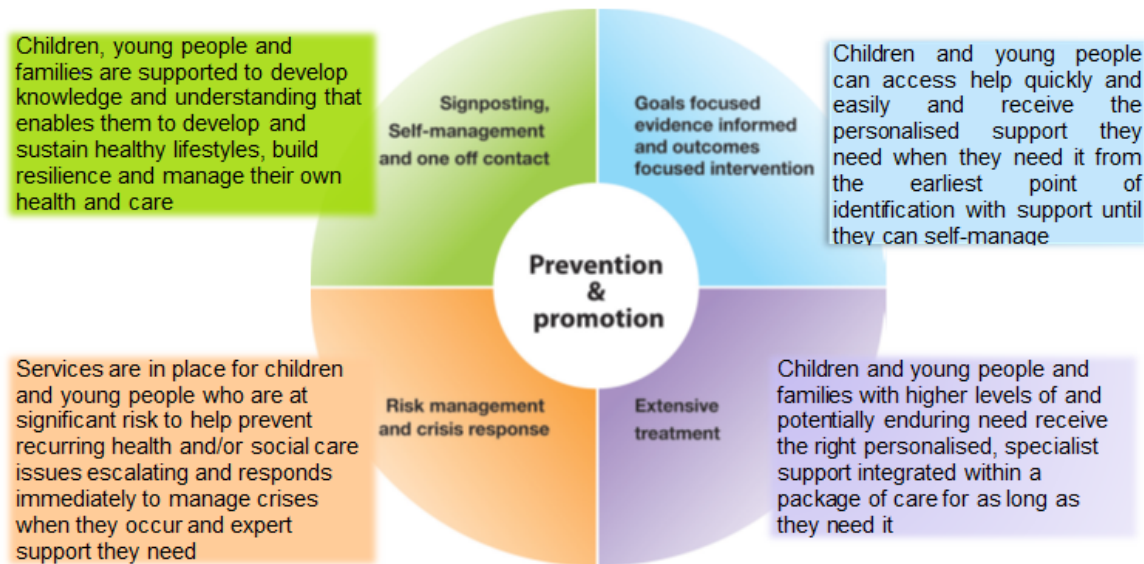 Children, young people and
families are supported to develop
knowledge and understanding that
enables them to develop and
sustain healthy lifestyles, build
resilience and manage their own
health and care
Signposting,
Self-management
and one off contact
Goals focused
evidence informed
and outcomes
focused intervention
Children and young people
can access help quickly and
easily and receive the
personalised support they
need when they need it from
the earliest point of
identification with support until
they can self-manage
Prevention
&
promotion
Services are in place for children
and young people who are at
significant risk to help prevent
recurring health and/or social care
issues escalating and responds
immediately to manage crises
when they occur and expert
support they need
Risk management
and crisis response
Extensive
treatment
Children and young people and
families with higher levels of and
potentially enduring need receive
the right personalised, specialist
support integrated within a
package of care for as long as
they need it